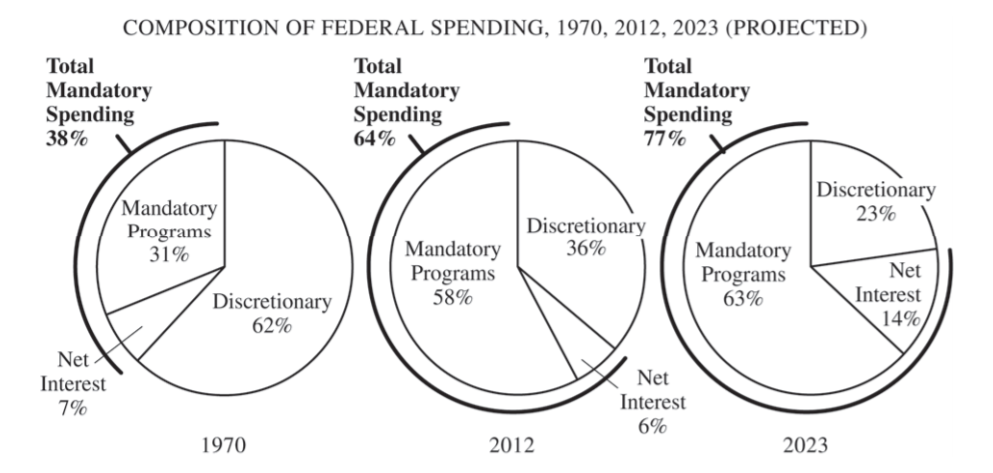 COMPOSITION OF FEDERAL SPENDING, 1970, 2012, 2023 (PROJECTED)
Total
Mandatory
Spending
38%
Mandatory
Programs
31%
Discretionary
62%
Net
Interest
7%
1970
Total
Mandatory
Spending
64%
Discretionary
36%
Mandatory
Programs
58%
Net
Interest
6%
2012
Total
Mandatory
Spending
77%
Discretionary
23%
Mandatory
Programs
63%
Net
Interest
14%
2023